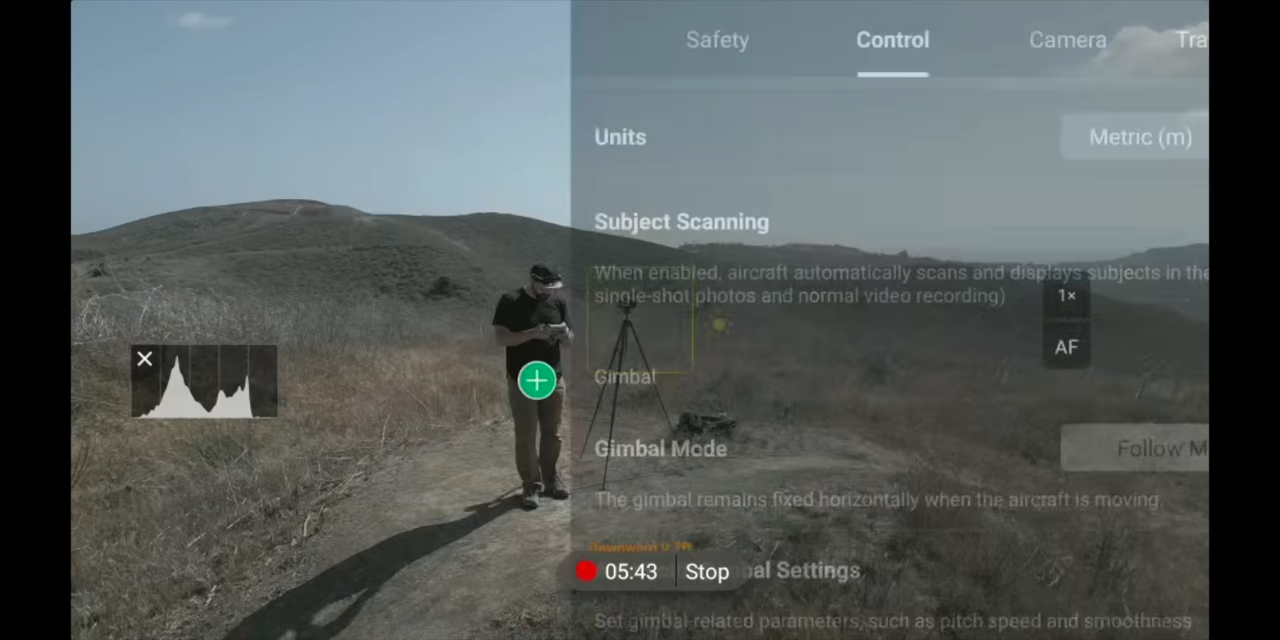 Safety Control Camera Tra
Units Metric (m)
Subject Scanning
When enabled, aircraft automatically scans and displays subjects in the
single-shot photos and normal video recording)
1×
AF
Gimbal
Gimbal Mode Follow M
The gimbal remains fixed horizontally when the aircraft is moving.
05:43 Stop bal Settings
Set gimbal-related parameters, such as pitch speed and smoothness